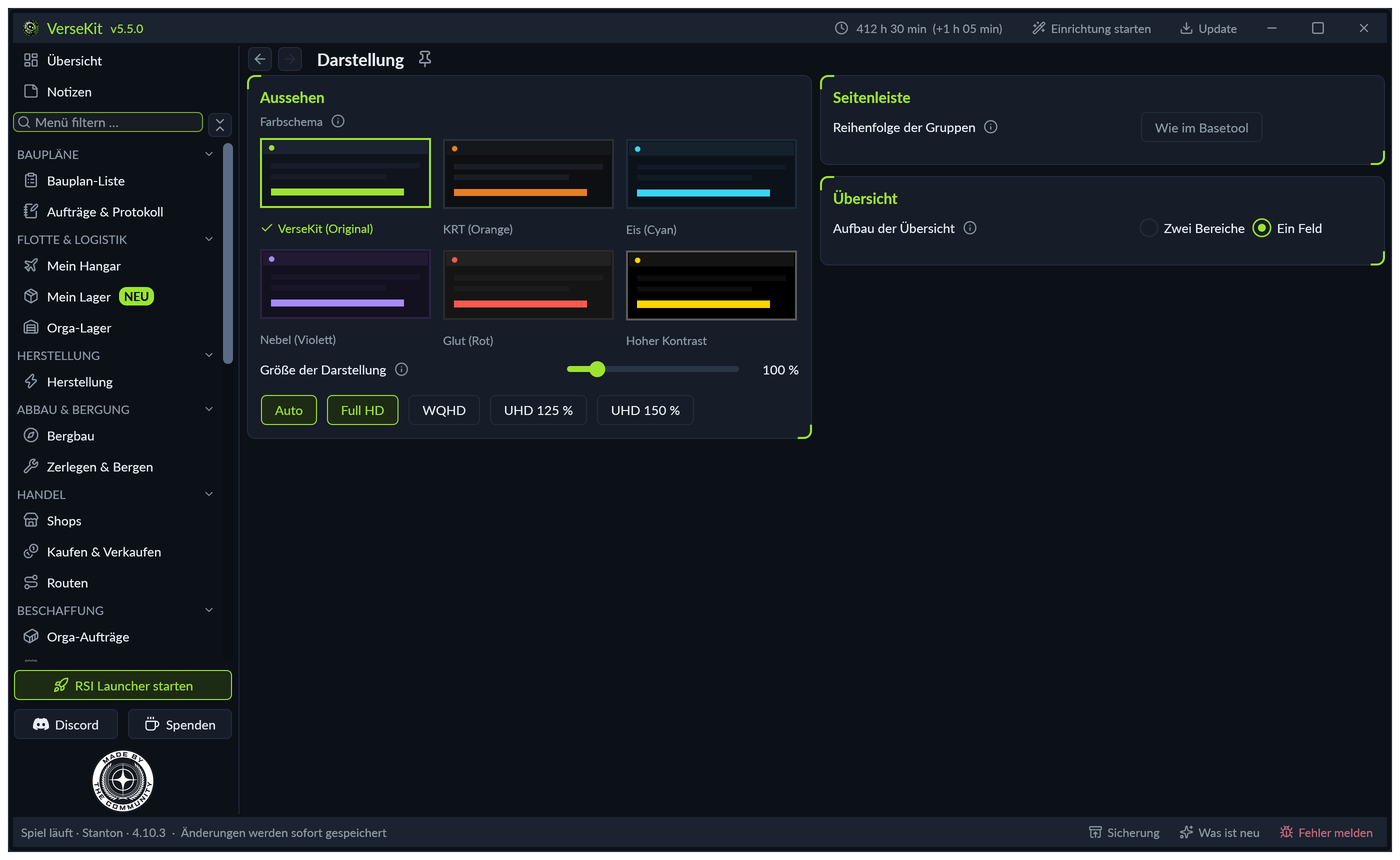 VerseKit v5.5.0
412 h 30 min (+1 h 05 min)
Einrichtung starten
Update
Übersicht
Notizen
Menü filtern ...
BAUPLÄNE
Bauplan-Liste
Aufträge & Protokoll
FLOTTE & LOGISTIK
Mein Hangar
Mein Lager NEU
Orga-Lager
HERSTELLUNG
Herstellung
ABBAU & BERGUNG
Bergbau
Zerlegen & Bergen
HANDEL
Shops
Kaufen & Verkaufen
Routen
BESCHAFFUNG
Orga-Aufträge
RSI Launcher starten
Discord
Spenden
MADE BY
THE COMMUNITY
Darstellung
Aussehen
Farbschema
VerseKit (Original)
KRT (Orange)
Eis (Cyan)
Nebel (Violett)
Glut (Rot)
Hoher Kontrast
Größe der Darstellung
100 %
Auto
Full HD
WQHD
UHD 125 %
UHD 150 %
Seitenleiste
Reihenfolge der Gruppen
Wie im Basetool
Übersicht
Aufbau der Übersicht
Zwei Bereiche
Ein Feld
Spiel läuft · Stanton · 4.10.3 · Änderungen werden sofort gespeichert
Sicherung
Was ist neu
Fehler melden